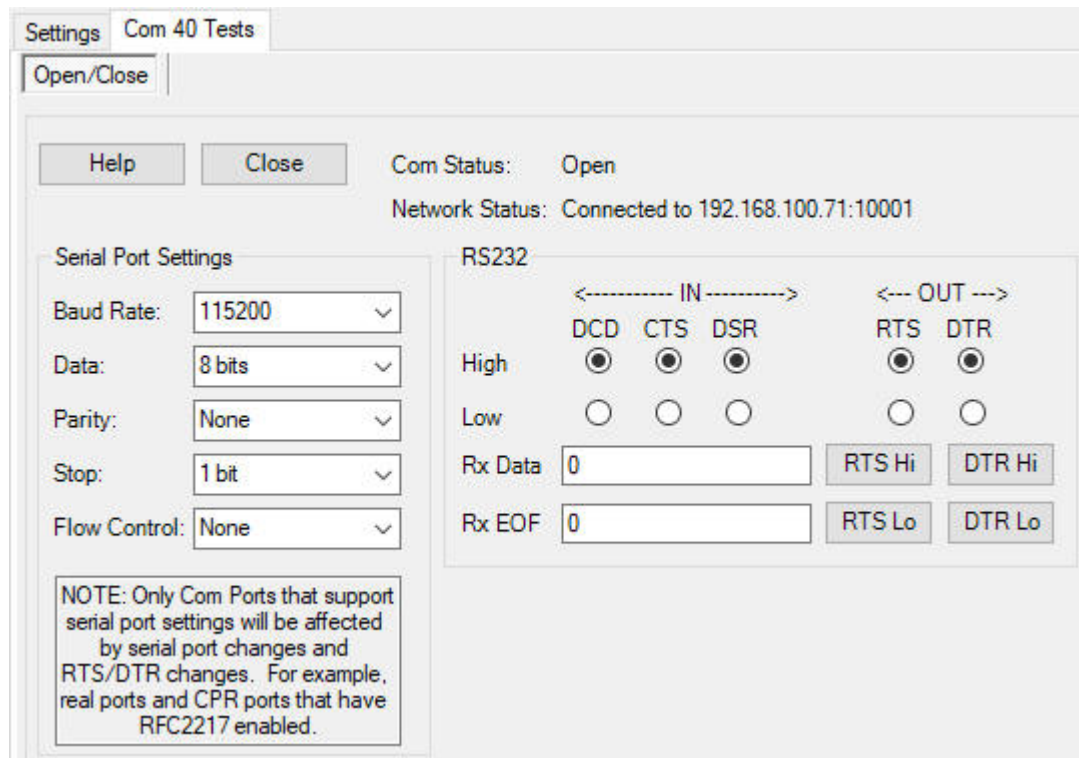 Settings Com 40 Tests
Open/Close
Help Close Com Status: Open
Network Status: Connected to 192.168.100.71:10001
Serial Port Settings
Baud Rate: 115200
Data: 8 bits
Parity: None
Stop: 1 bit
Flow Control: None
NOTE: Only Com Ports that support
serial port settings will be affected
by serial port changes and
RTS/DTR changes. For example,
real ports and CPR ports that have
RFC2217 enabled.
RS232
<----------- IN ----------> <--- OUT --->
DCD CTS DSR RTS DTR
High
Low
Rx Data 0 RTS Hi DTR Hi
Rx EOF 0 RTS Lo DTR Lo